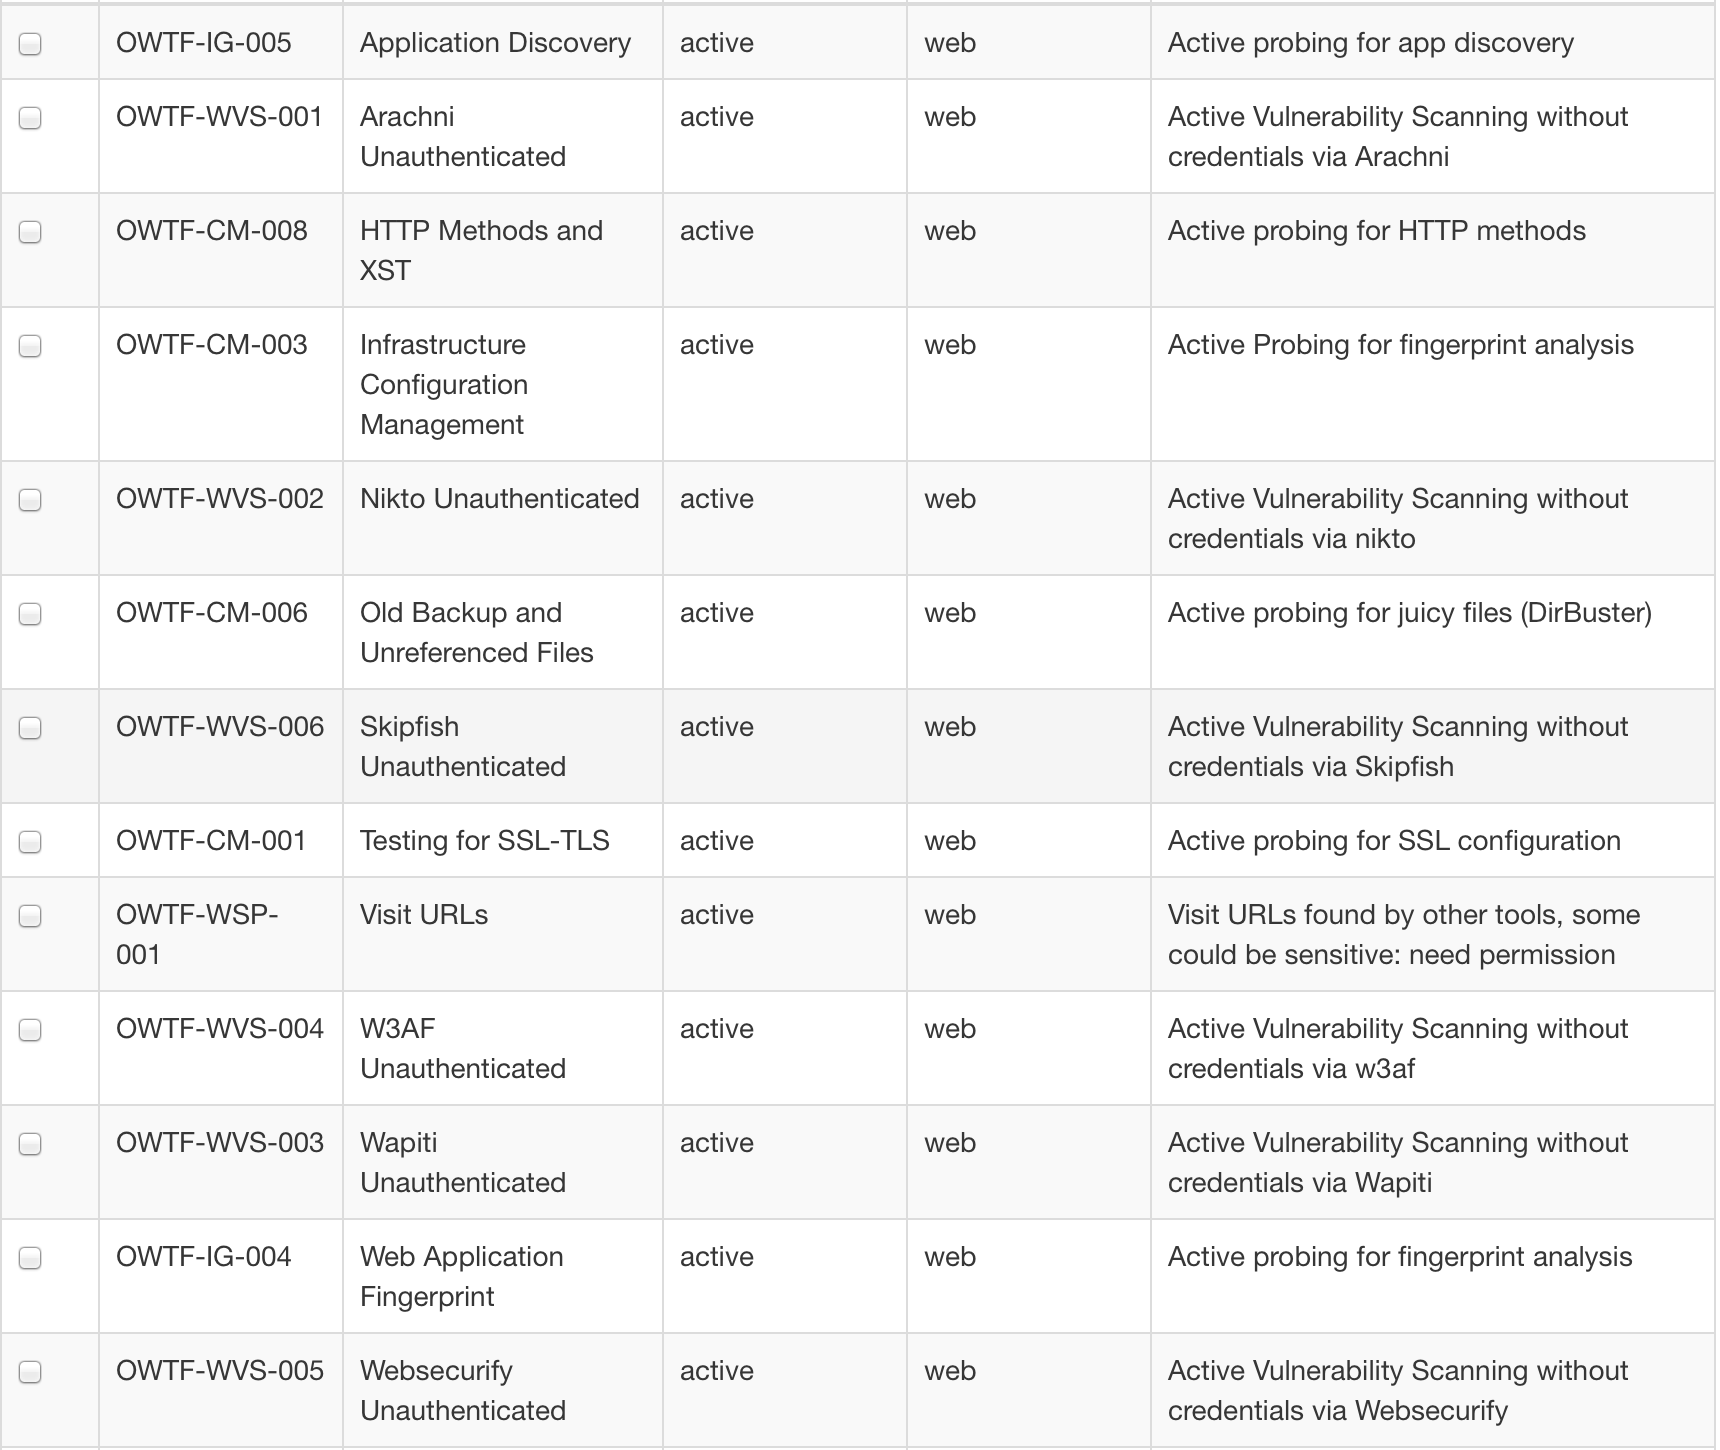 OWTF-IG-005 Application Discovery active web Active probing for app discovery
OWTF-WVS-001 Arachni active web Active Vulnerability Scanning without
Unauthenticated credentials via Arachni
OWTF-CM-008 HTTP Methods and active web Active probing for HTTP methods
XST
OWTF-CM-003 Infrastructure active web Active Probing for fingerprint analysis
Configuration
Management
OWTF-WVS-002 Nikto Unauthenticated active web Active Vulnerability Scanning without
credentials via nikto
OWTF-CM-006 Old Backup and active web Active probing for juicy files (DirBuster)
Unreferenced Files
OWTF-WVS-006 Skipfish active web Active Vulnerability Scanning without
Unauthenticated credentials via Skipfish
OWTF-CM-001 Testing for SSL-TLS active web Active probing for SSL configuration
OWTF-WSP- Visit URLs active web Visit URLs found by other tools, some
001 could be sensitive: need permission
OWTF-WVS-004 W3AF active web Active Vulnerability Scanning without
Unauthenticated credentials via w3af
OWTF-WVS-003 Wapiti active web Active Vulnerability Scanning without
Unauthenticated credentials via Wapiti
OWTF-IG-004 Web Application active web Active probing for fingerprint analysis
Fingerprint
OWTF-WVS-005 Websecurify active web Active Vulnerability Scanning without
Unauthenticated credentials via Websecurify